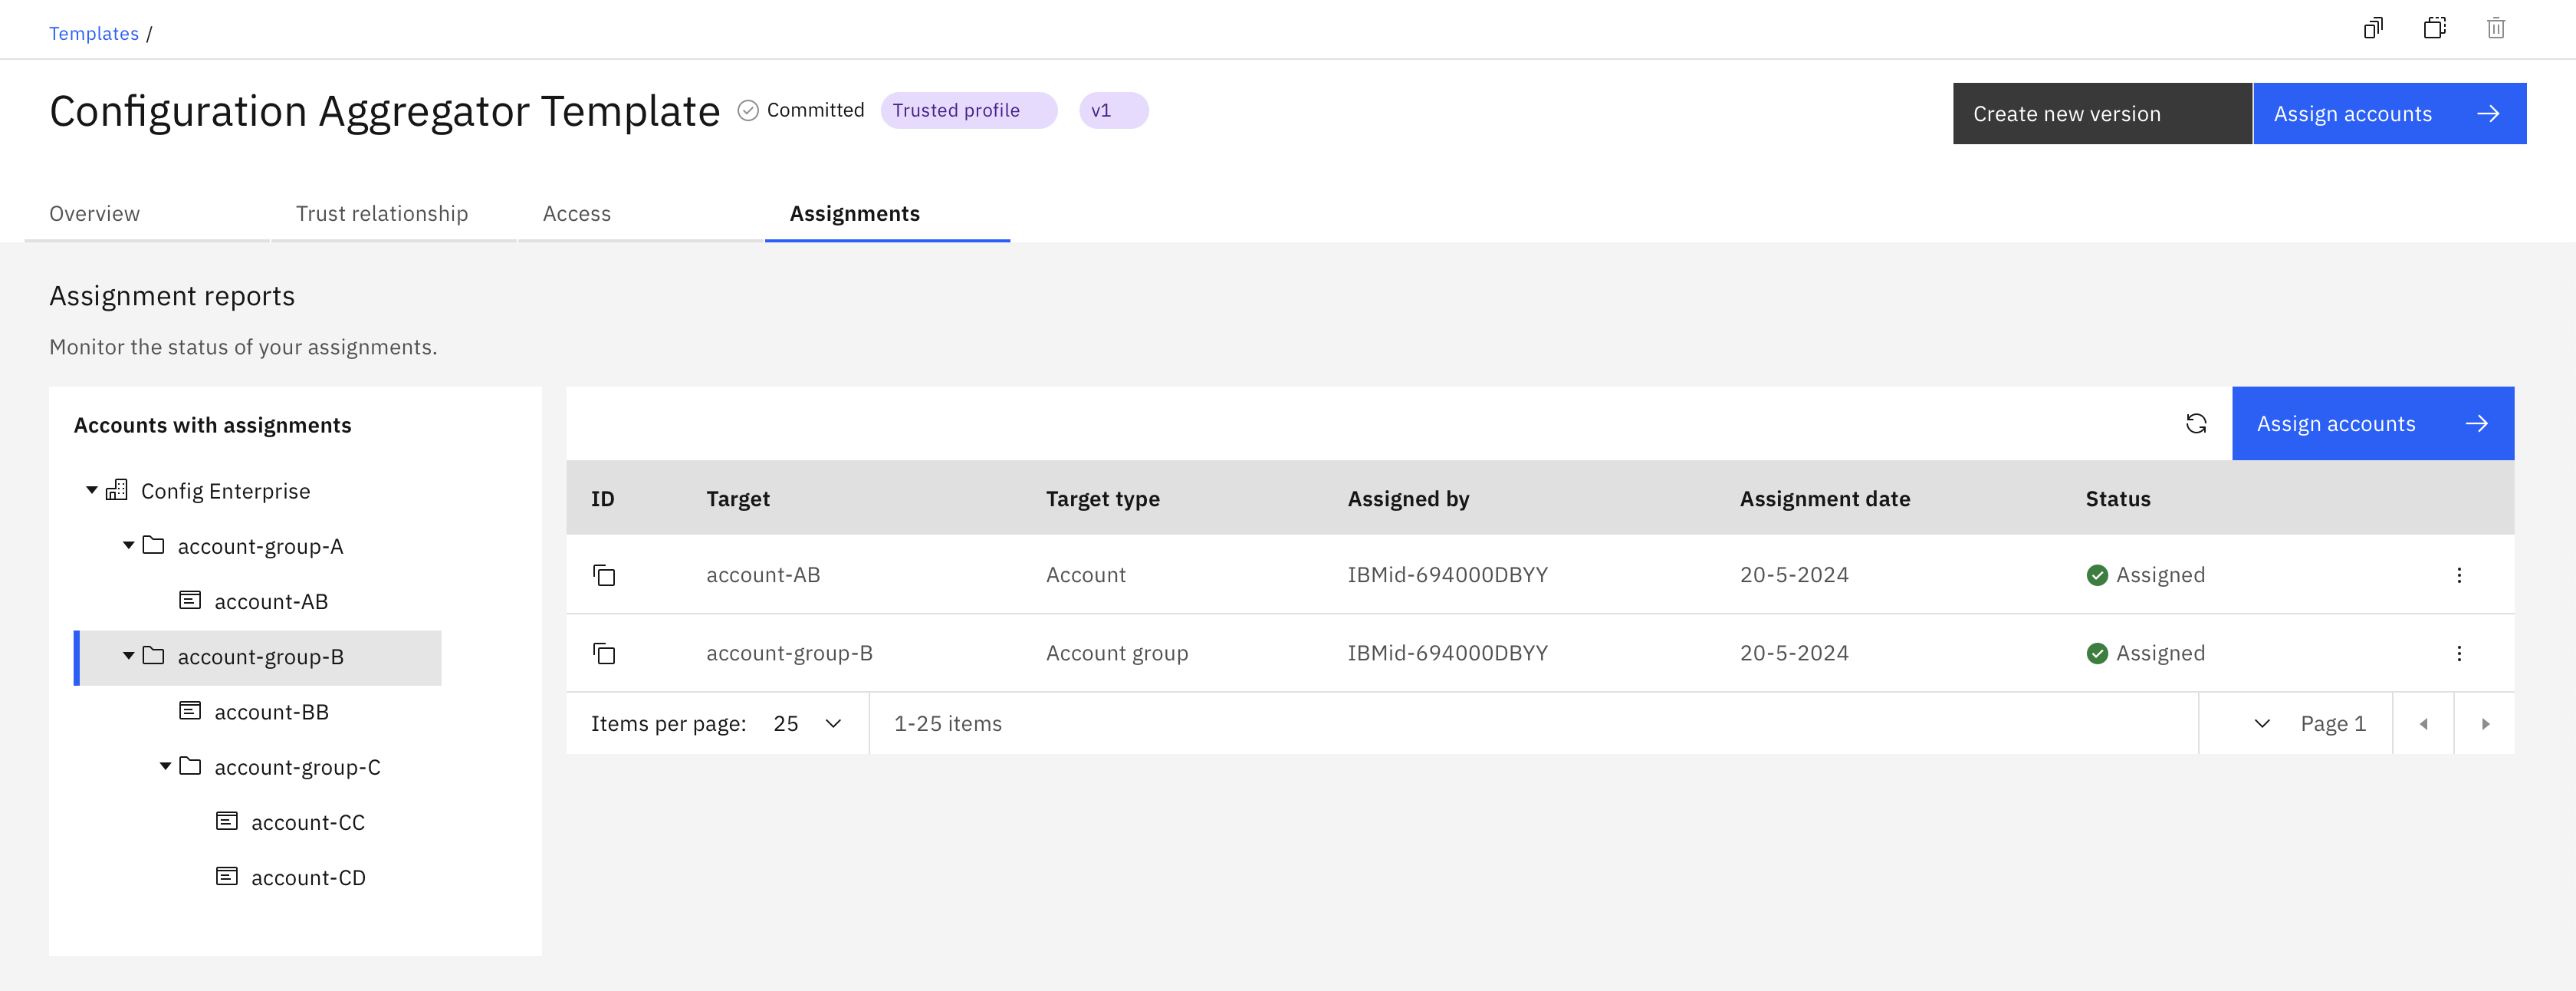 Templates /
Configuration Aggregator Template Committed Trusted profile v1
Create new version Assign accounts
Overview Trust relationship Access Assignments
Assignment reports
Monitor the status of your assignments.
Accounts with assignments
Config Enterprise
account-group-A
account-AB
account-group-B
account-BB
account-group-C
account-CC
account-CD
Assign accounts
ID Target Target type Assigned by Assignment date Status
account-AB Account IBMid-694000DBYY 20-5-2024 Assigned
account-group-B Account group IBMid-694000DBYY 20-5-2024 Assigned
Items per page: 25 1-25 items Page 1